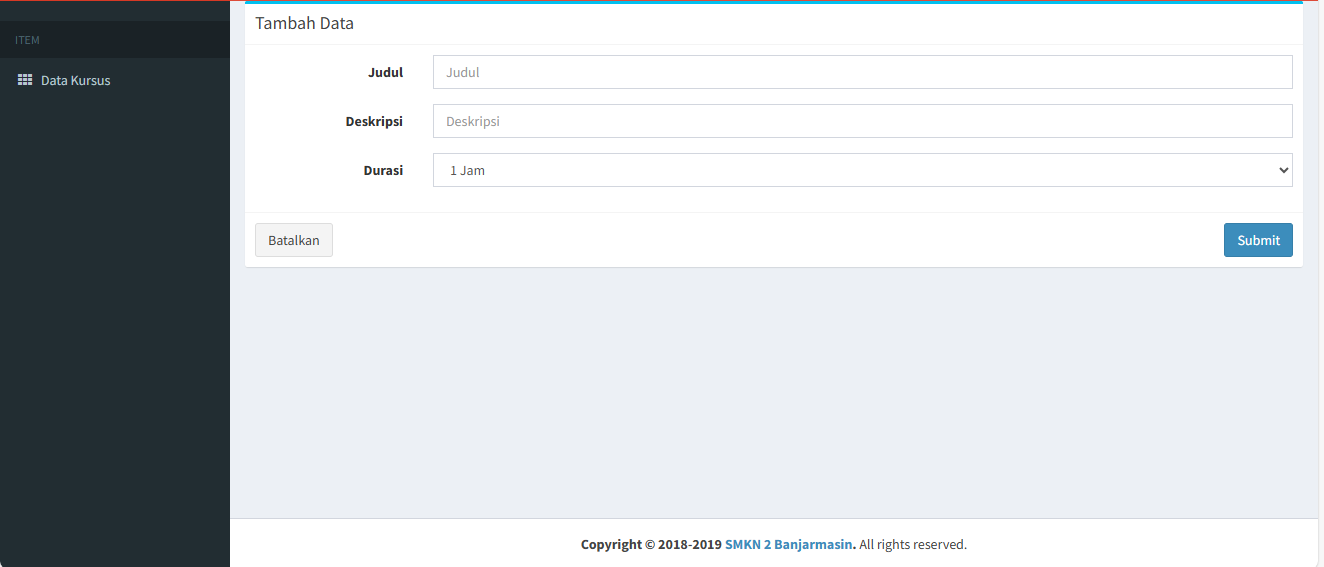 Tambah Data
ITEM
Data Kursus
Judul
Judul
Deskripsi
Deskripsi
Durasi
1 Jam
Batalkan
Submit
Copyright © 2018-2019 SMKN 2 Banjarmasin. All rights reserved.